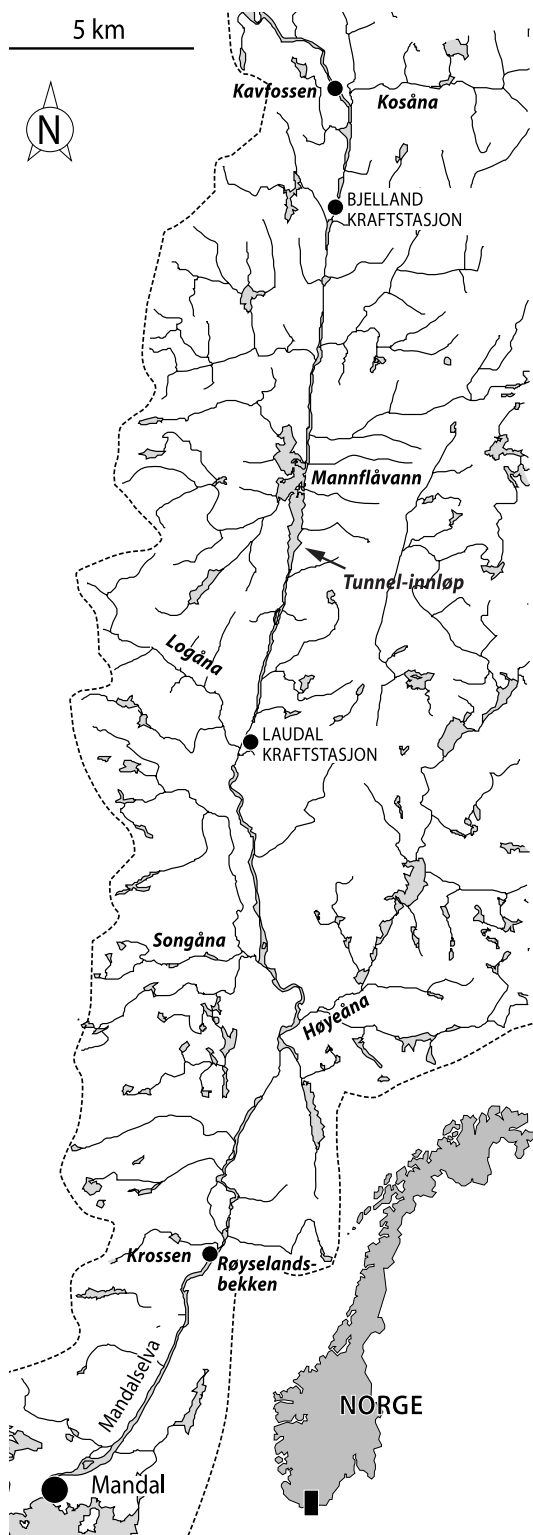 5 km
N
Kavfossen
Kosåna
BJELLAND
KRAFTSTASJON
Mannflåvann
Tunnel-innløp
Logåna
LAUDAL
KRAFTSTASJON
Songåna
Høyeåna
Krossen
Røyselands-
bekken
Mandalselva
NORGE
Mandal